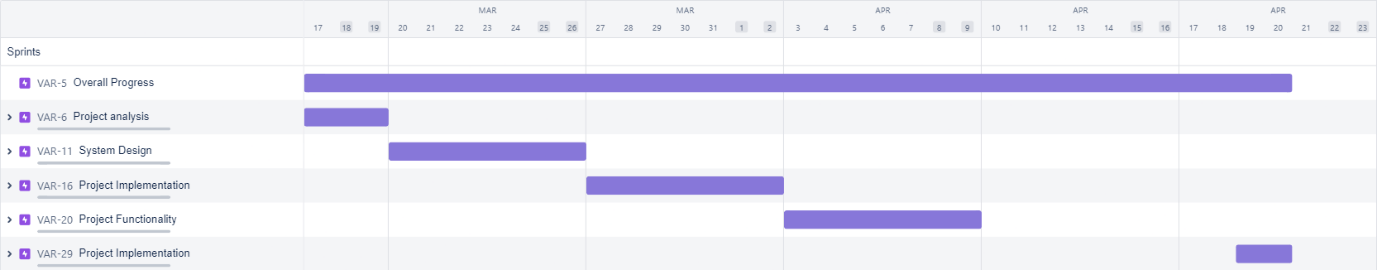 MAR MAR APR APR APR
17 18 19 20 21 22 23 24 25 26 27 28 29 30 31 1 2 3 4 5 6 7 8 9 10 11 12 13 14 15 16 17 18 19 20 21 22 23
Sprints
VAR-5 Overall Progress
VAR-6 Project analysis
VAR-11 System Design
VAR-16 Project Implementation
VAR-20 Project Functionality
VAR-29 Project Implementation